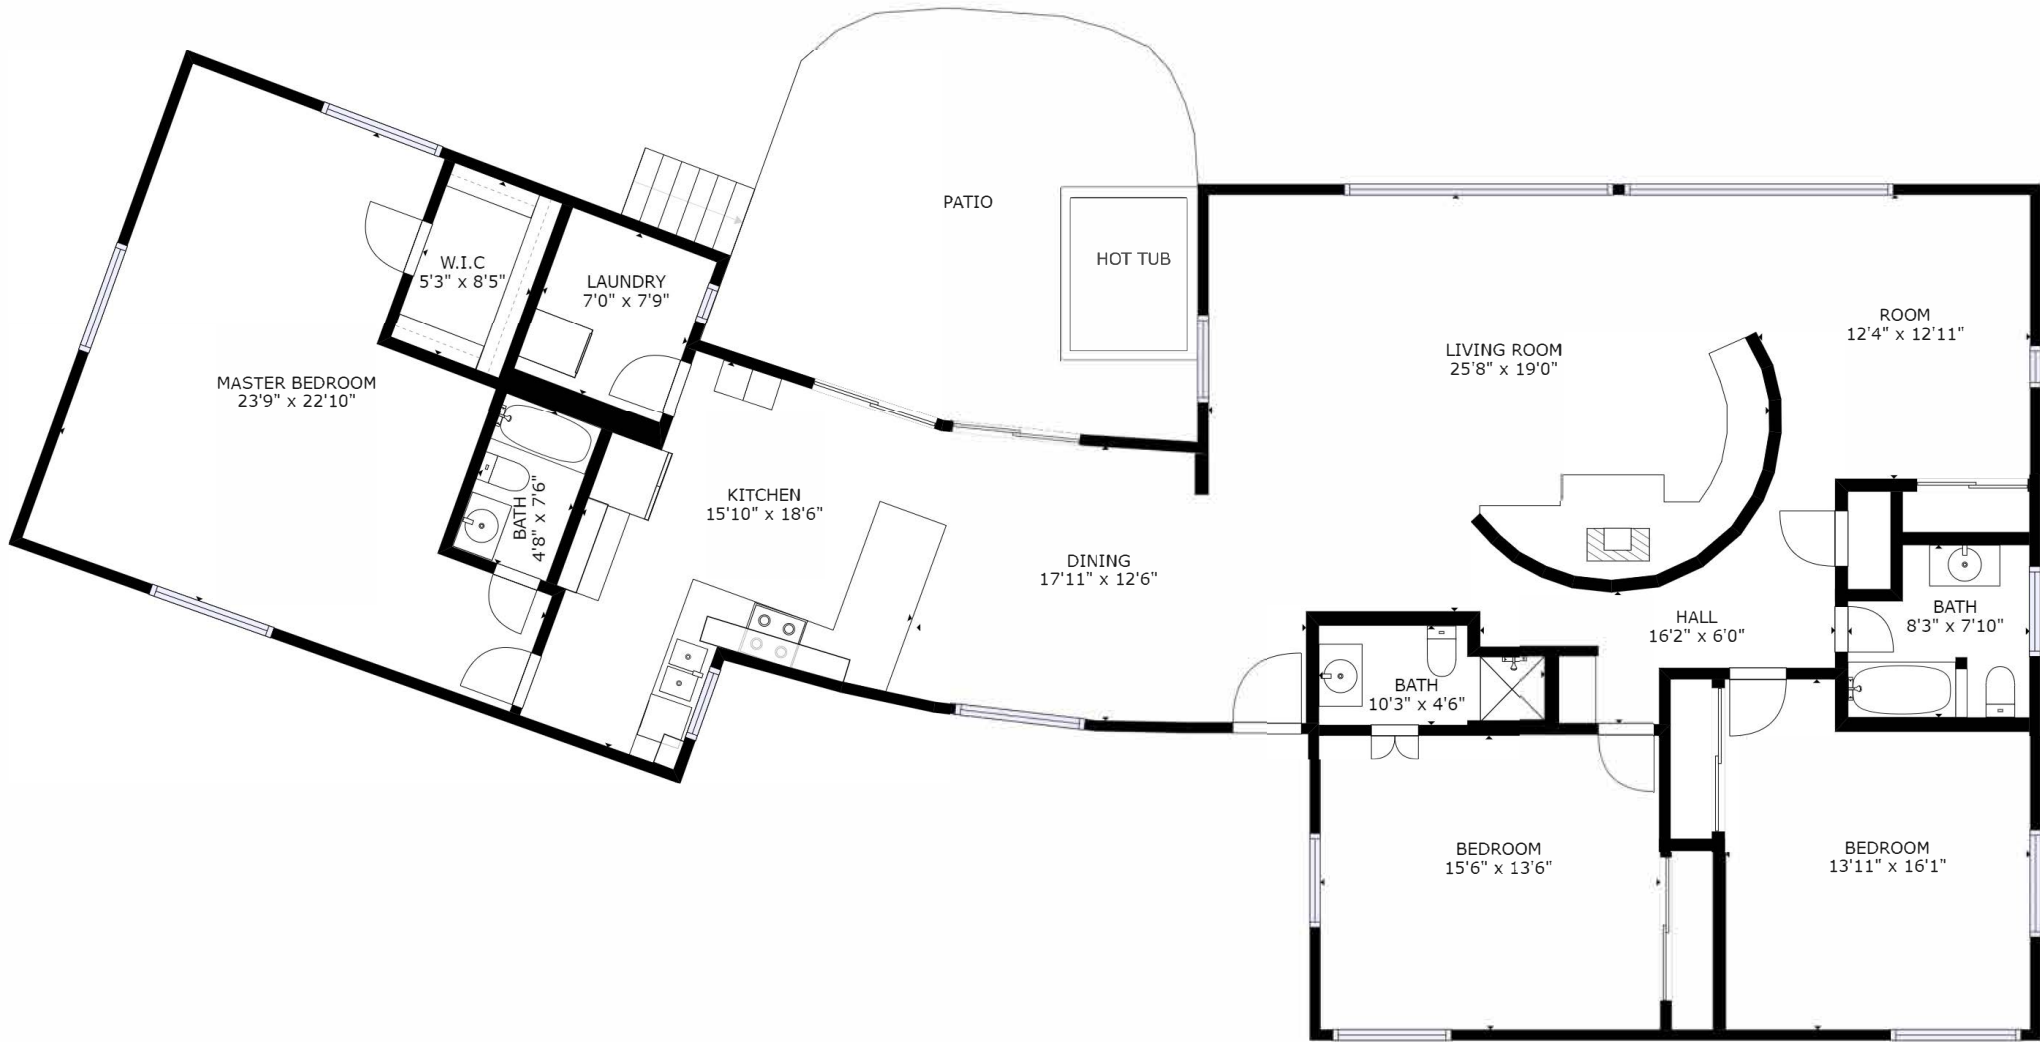 PATIO
HOT TUB
W.I.C
5'3" x 8'5"
LAUNDRY
7'0" x 7'9"
ROOM
12'4" x 12'11"
LIVING ROOM
25'8" x 19'0"
MASTER BEDROOM
23'9" x 22'10"
KITCHEN
15'10" x 18'6"
BATH
4'8" x 7'6"
DINING
17'11" x 12'6"
HALL
16'2" x 6'0"
BATH
8'3" x 7'10"
BATH
10'3" x 4'6"
BEDROOM
15'6" x 13'6"
BEDROOM
13'11" x 16'1"